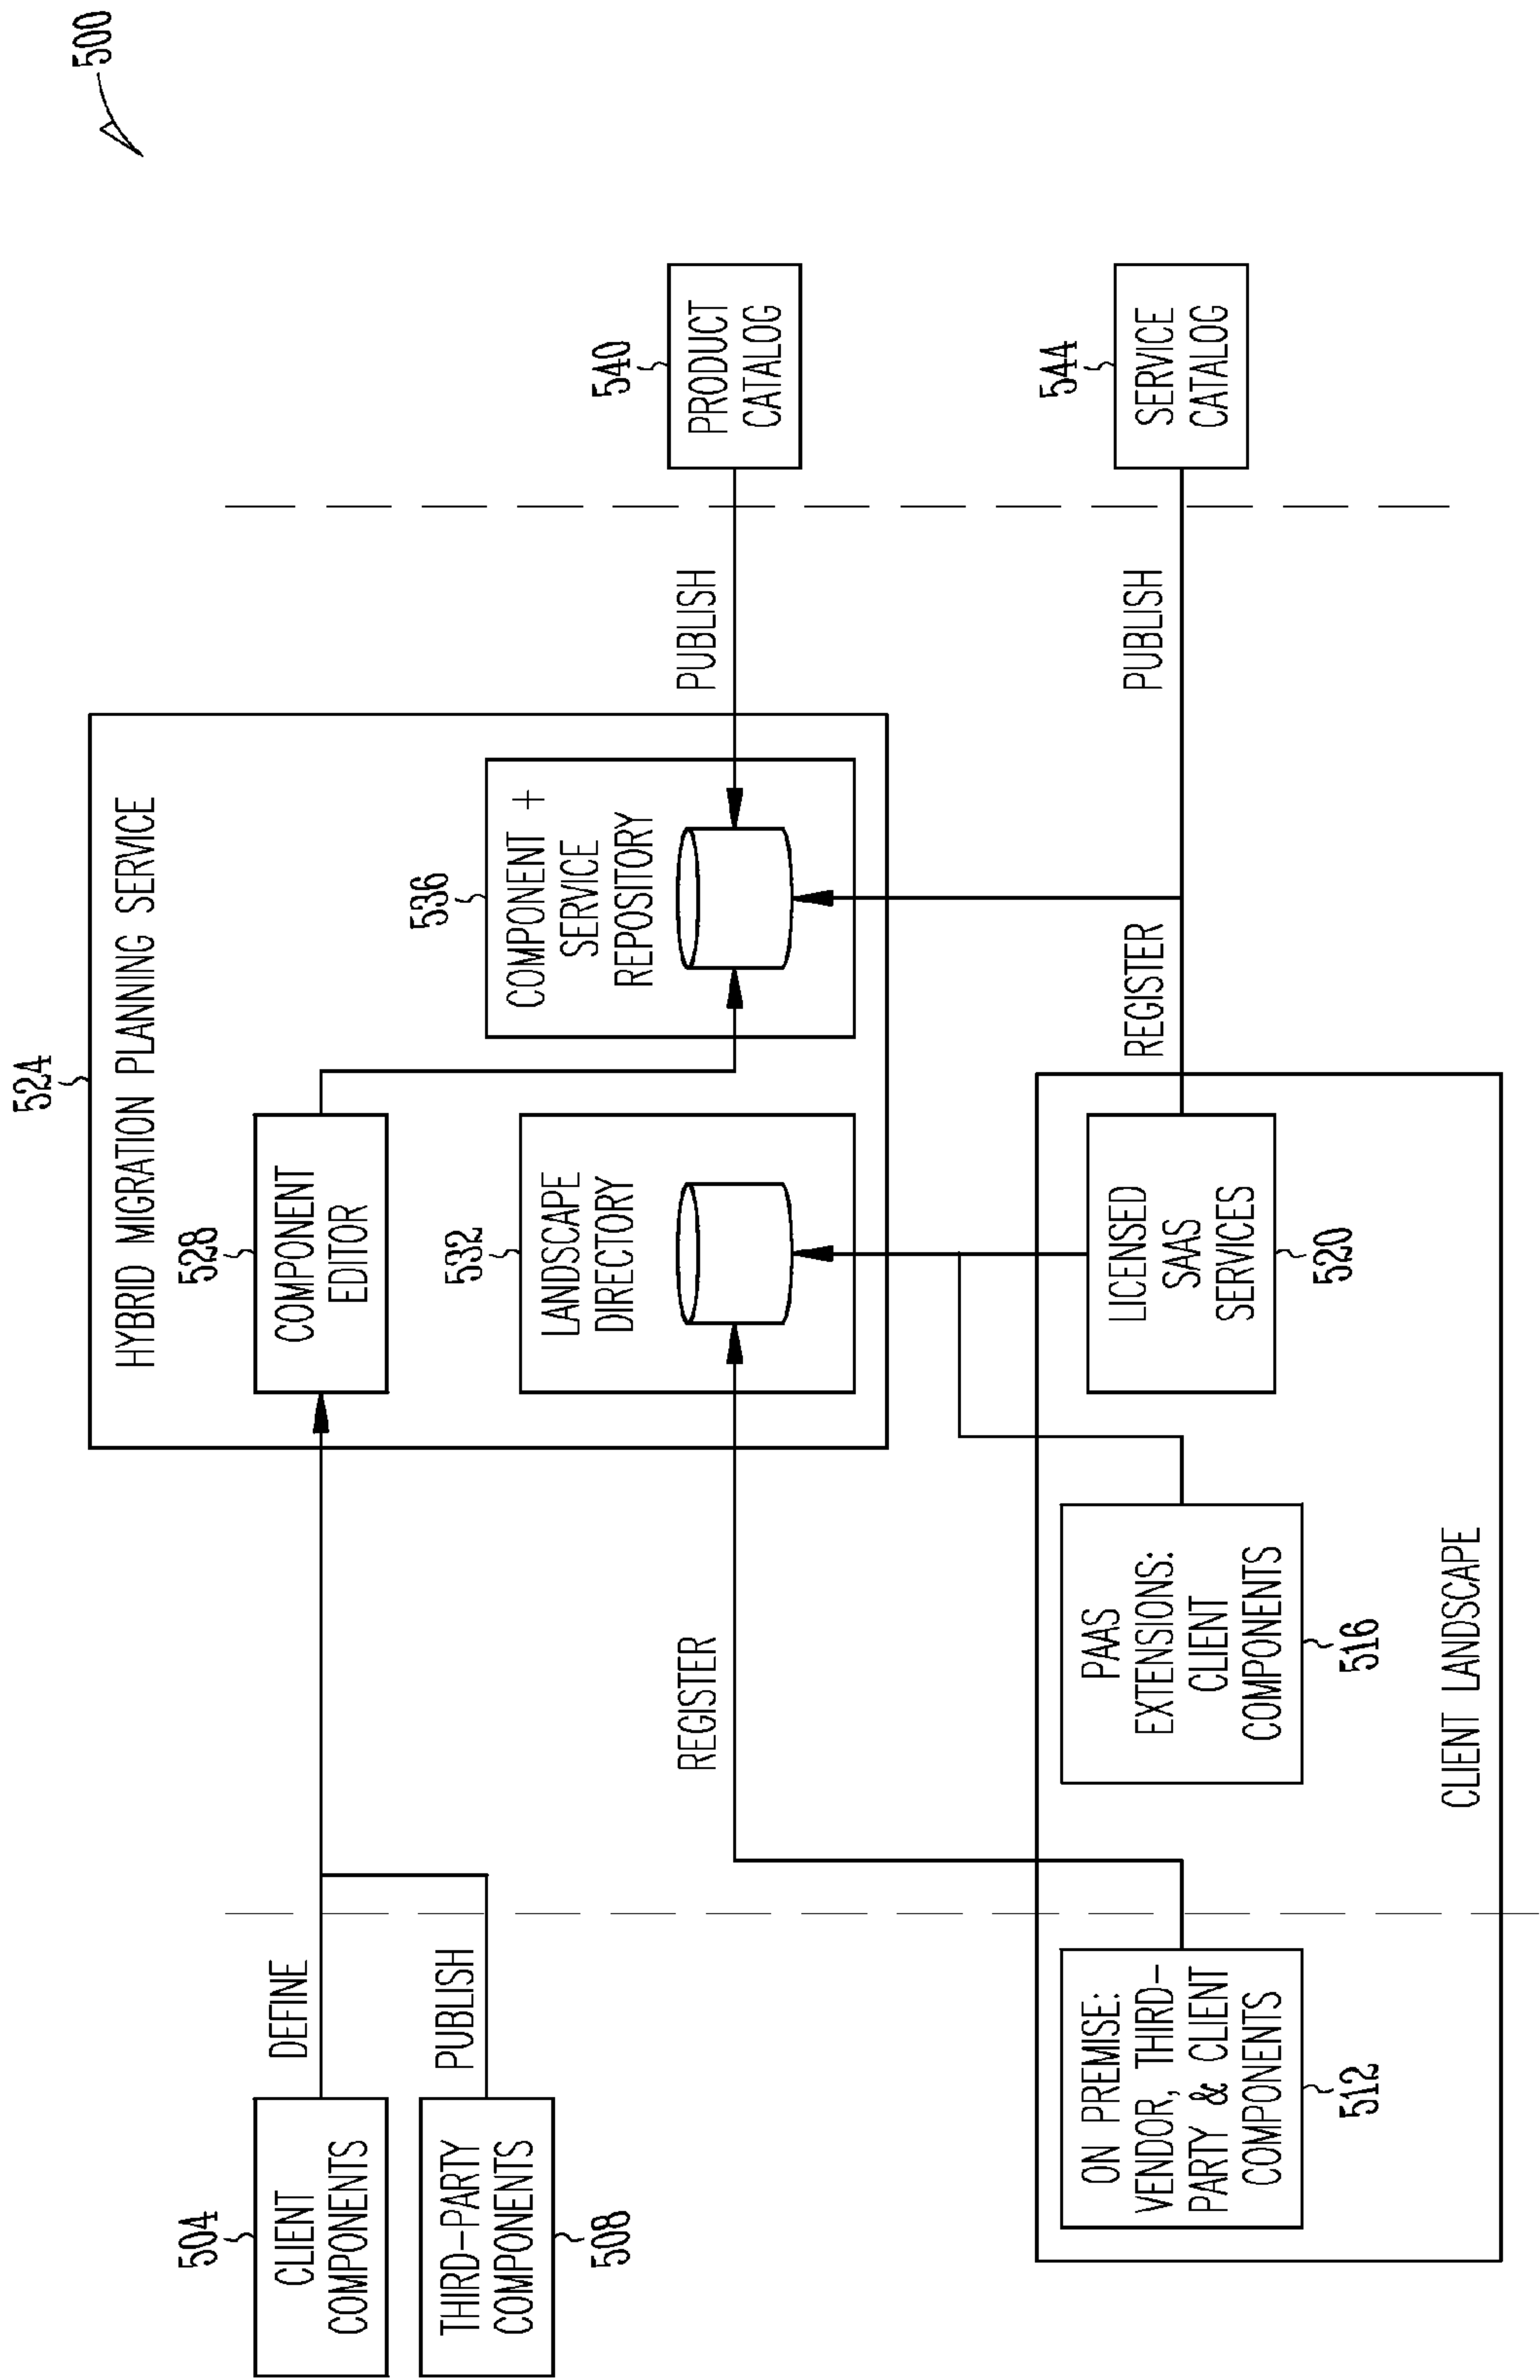 500
524
HYBRID MIGRATION PLANNING SERVICE
504
CLIENT
COMPONENTS
DEFINE
528
COMPONENT
EDITOR
THIRD-PARTY
COMPONENTS
508
PUBLISH
532
LANDSCAPE
DIRECTORY
536
COMPONENT +
SERVICE
REPOSITORY
540
PRODUCT
CATALOG
PUBLISH
REGISTER
ON PREMISE:
VENDOR, THIRD-
PARTY & CLIENT
COMPONENTS
512
PAAS
EXTENSIONS:
CLIENT
COMPONENTS
516
LICENSED
SAAS
SERVICES
520
REGISTER
PUBLISH
544
SERVICE
CATALOG
CLIENT LANDSCAPE